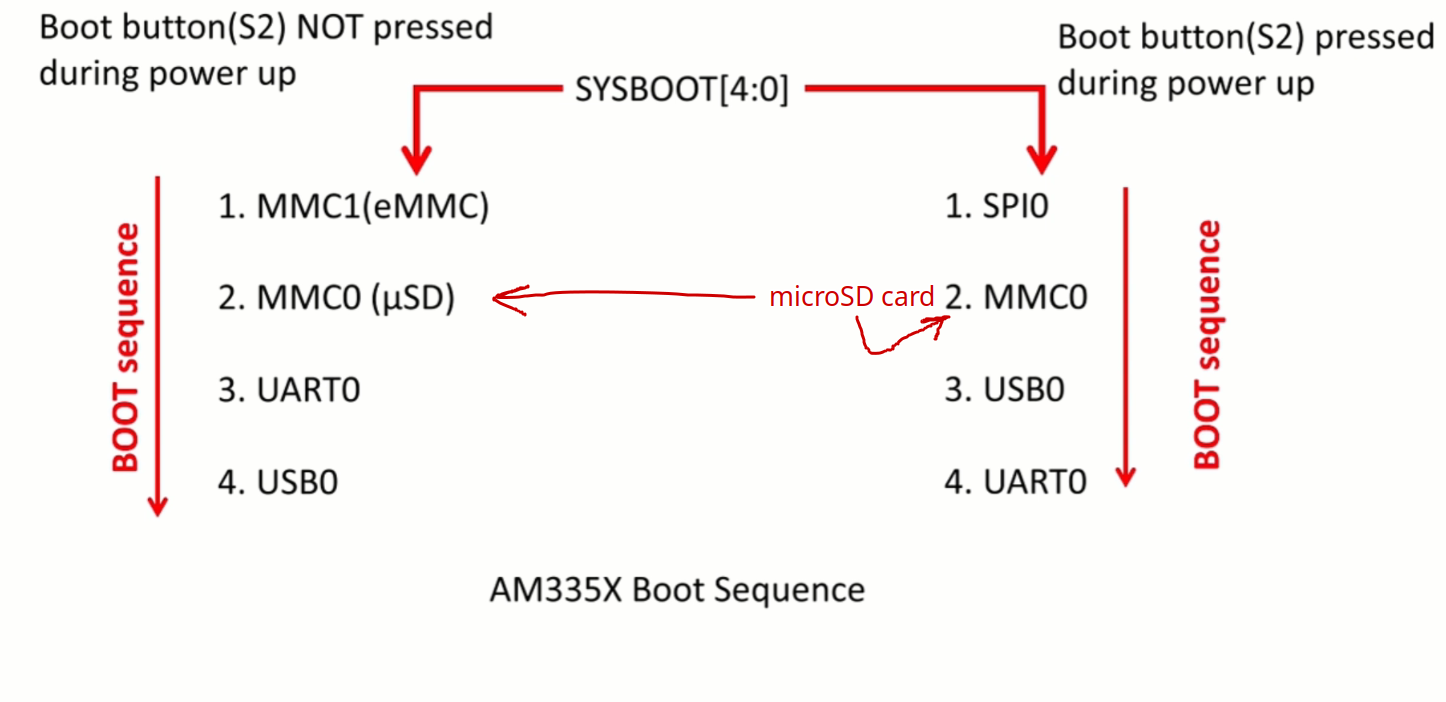 Boot button(S2) NOT pressed
during power up
SYSBOOT[4:0]
Boot button(S2) pressed
during power up
BOOT sequence
1. MMC1(eMMC)
2. MMC0 (µSD)
3. UART0
4. USB0
microSD card
1. SPI0
2. MMC0
3. USB0
4. UART0
BOOT sequence
AM335X Boot Sequence